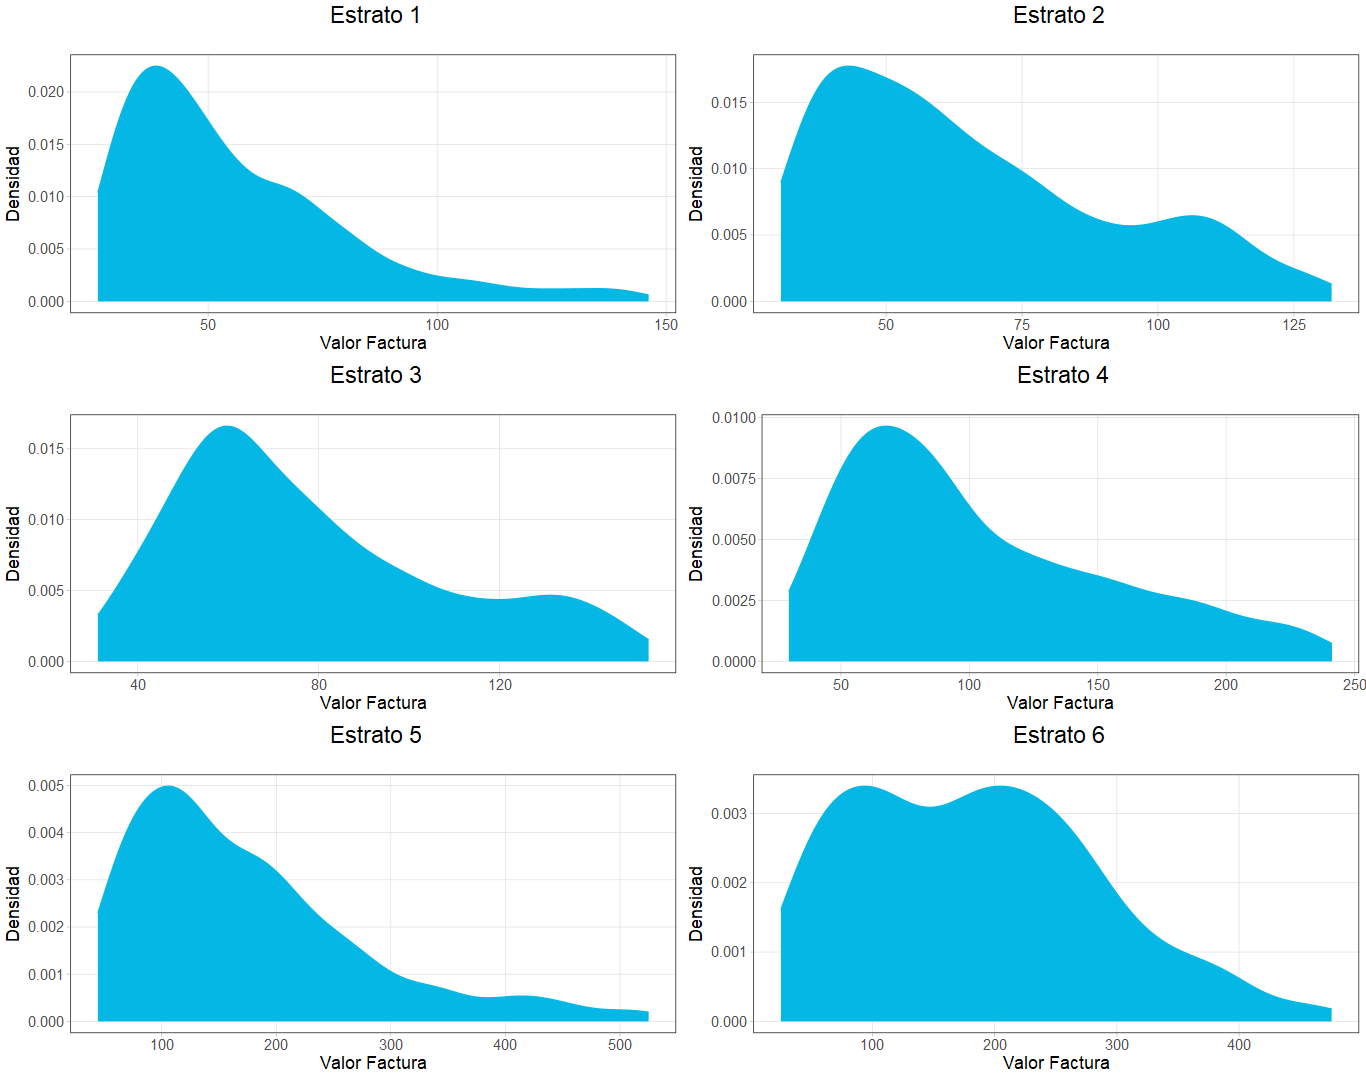 Estrato 1
Densidad
0.020
0.015
0.010
0.005
0.000
50 100 150
Valor Factura
Estrato 2
Densidad
0.015
0.010
0.005
0.000
50 75 100 125
Valor Factura
Estrato 3
Densidad
0.015
0.010
0.005
0.000
40 80 120
Valor Factura
Estrato 4
Densidad
0.0100
0.0075
0.0050
0.0025
0.0000
50 100 150 200 250
Valor Factura
Estrato 5
Densidad
0.005
0.004
0.003
0.002
0.001
0.000
100 200 300 400 500
Valor Factura
Estrato 6
Densidad
0.003
0.002
0.001
0.000
100 200 300 400
Valor Factura